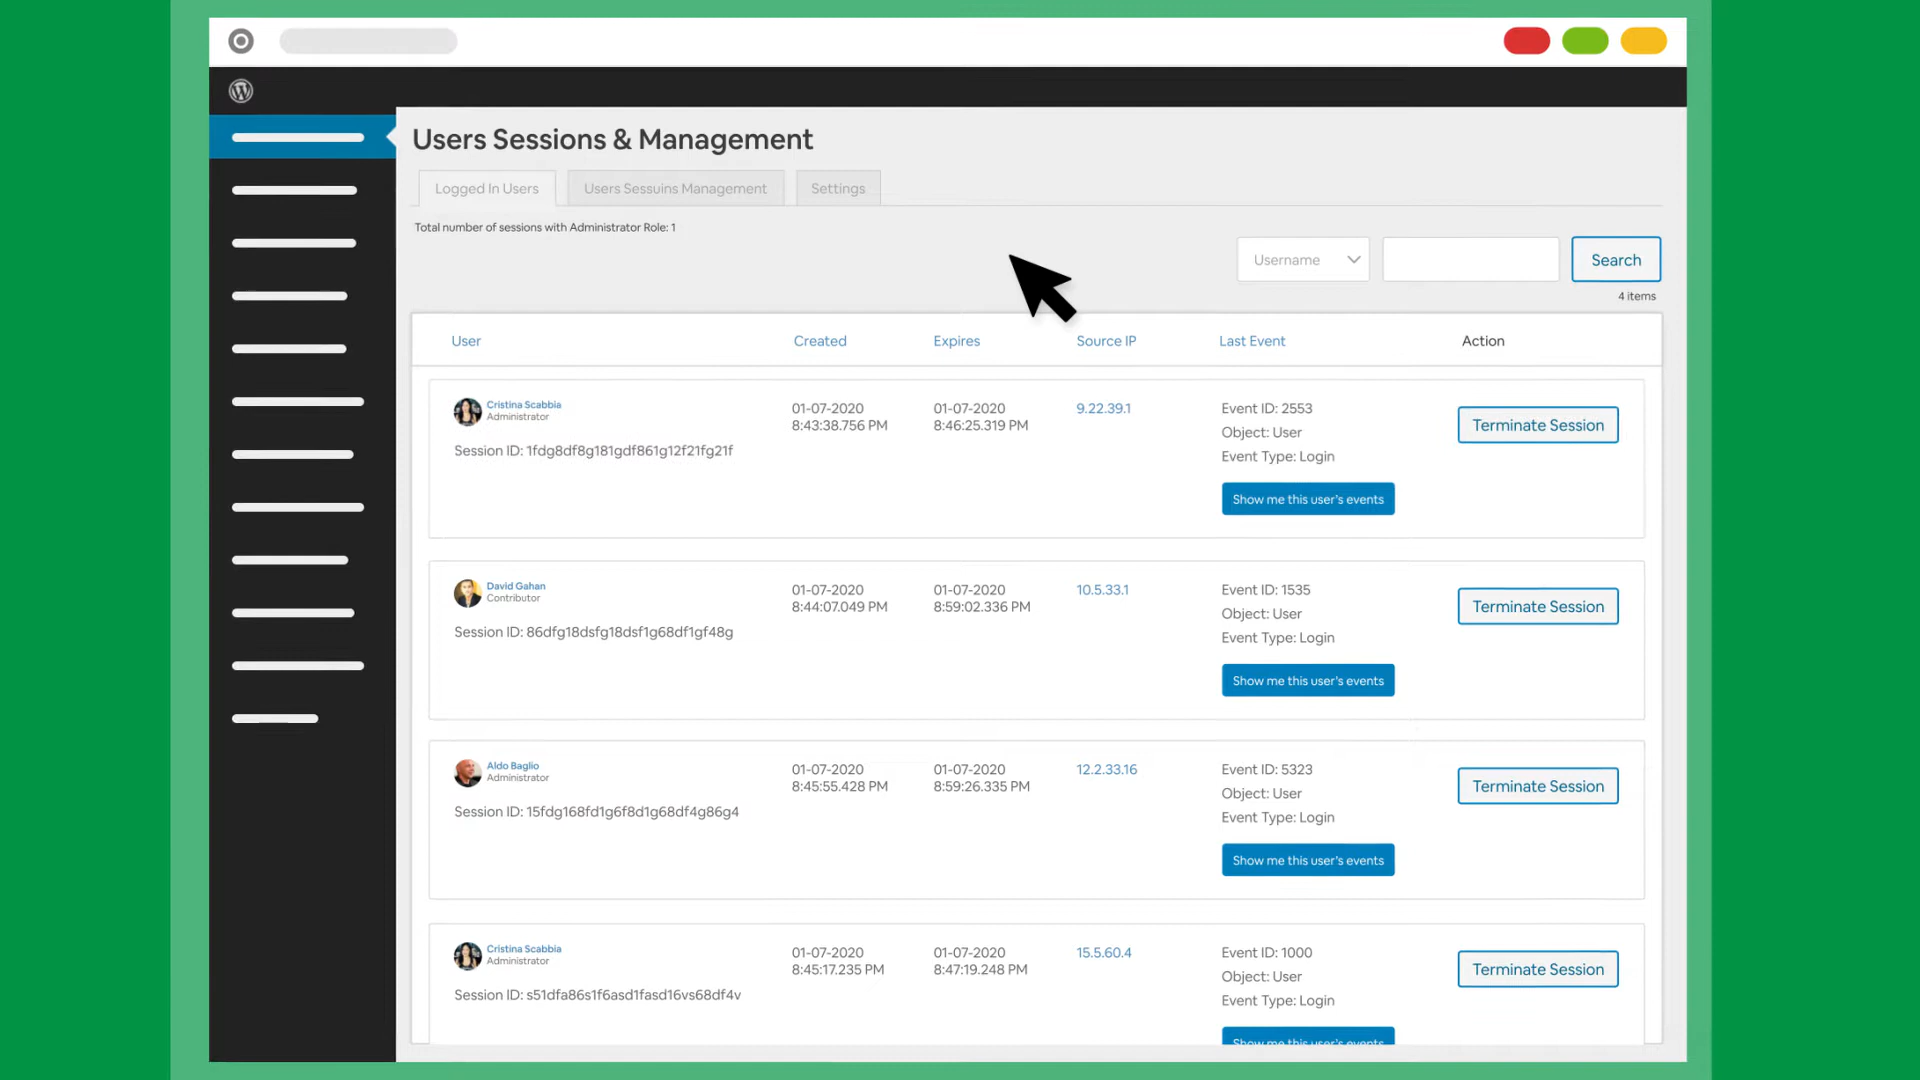 Users Sessions & Management
Logged In Users
Users Sessuins Management
Settings
Total number of sessions with Administrator Role: 1
Username
Search
4 items
User
Created
Expires
Source IP
Last Event
Action
Cristina Scabbia
Administrator
Session ID: 1fdg8df8g181gdf861g12f21fg21f
01-07-2020
8:43:38.756 PM
01-07-2020
8:46:25.319 PM
9.22.39.1
Event ID: 2553
Object: User
Event Type: Login
Show me this user's events
Terminate Session
David Gahan
Contributor
Session ID: 86dfg18dsfg18dsf1g68df1gf48g
01-07-2020
8:44:07.049 PM
01-07-2020
8:59:02.336 PM
10.5.33.1
Event ID: 1535
Object: User
Event Type: Login
Show me this user's events
Terminate Session
Aldo Baglio
Administrator
Session ID: 15fdg168fd1g6f8d1g68df4g86g4
01-07-2020
8:45:55.428 PM
01-07-2020
8:59:26.335 PM
12.2.33.16
Event ID: 5323
Object: User
Event Type: Login
Show me this user's events
Terminate Session
Cristina Scabbia
Administrator
Session ID: s51dfa86s1f6asd1fasd16vs68df4v
01-07-2020
8:45:17.235 PM
01-07-2020
8:47:19.248 PM
15.5.60.4
Event ID: 1000
Object: User
Event Type: Login
Show me this user's events
Terminate Session